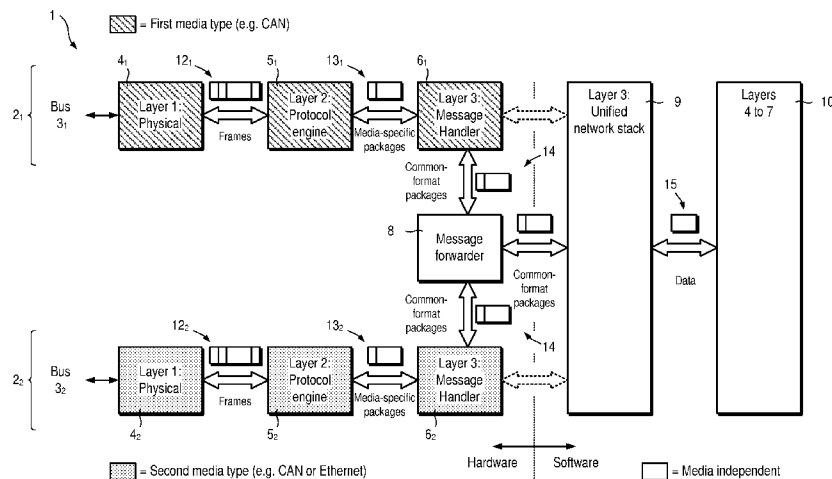 1
= First media type (e.g. CAN)
4₁
12₁
5₁
13₁
6₁
2₁
Bus
3₁
Layer 1:
Physical
Frames
Layer 2:
Protocol
engine
Media-specific
packages
Layer 3:
Message
Handler
Layer 3:
Unified
network stack
9
Layers
4 to 7
10
14
Common-
format
packages
8
Message
forwarder
Common-
format
packages
15
Data
Common-
format
packages
14
2₂
Bus
3₂
12₂
13₂
Layer 1:
Physical
Frames
Layer 2:
Protocol
engine
Media-specific
packages
Layer 3:
Message
Handler
4₂
5₂
6₂
Hardware
Software
= Second media type (e.g. CAN or Ethernet)
= Media independent